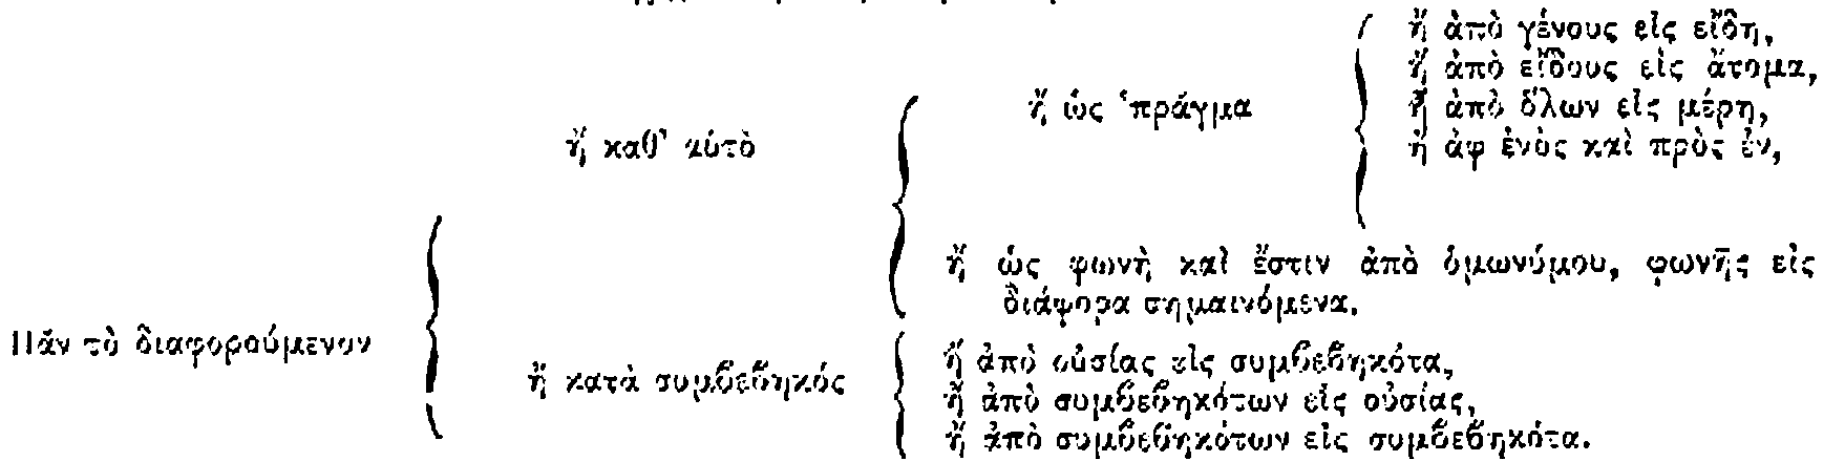 ἢ ἀπὸ γένους εἰς εἴδη,
ἢ ἀπὸ εἴδους εἰς ἄτομα,
ἢ ὡς πρᾶγμα
ἢ ἀπὸ ὅλων εἰς μέρη,
ἢ καθ’ αὑτὸ
ἢ ἀφ ἑνὸς καὶ πρὸς ἐν,
ἢ ὡς φωνὴ καὶ ἔστιν ἀπὸ ὁμωνύμου, φωνῆς εἰς
διάφορα σημαινόμενα.
Πᾶν τὸ διαφορούμενον
ἢ ἀπὸ οὐσίας εἰς συμβεβηκότα,
ἢ κατὰ συμβεβηκός
ἢ ἀπὸ συμβεβηκότων εἰς οὐσίας,
ἢ ἀπὸ συμβεβηκότων εἰς συμβεβηκότα.